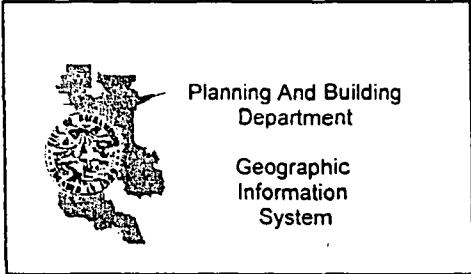 Planning And Building
Department
Geographic
Information
System